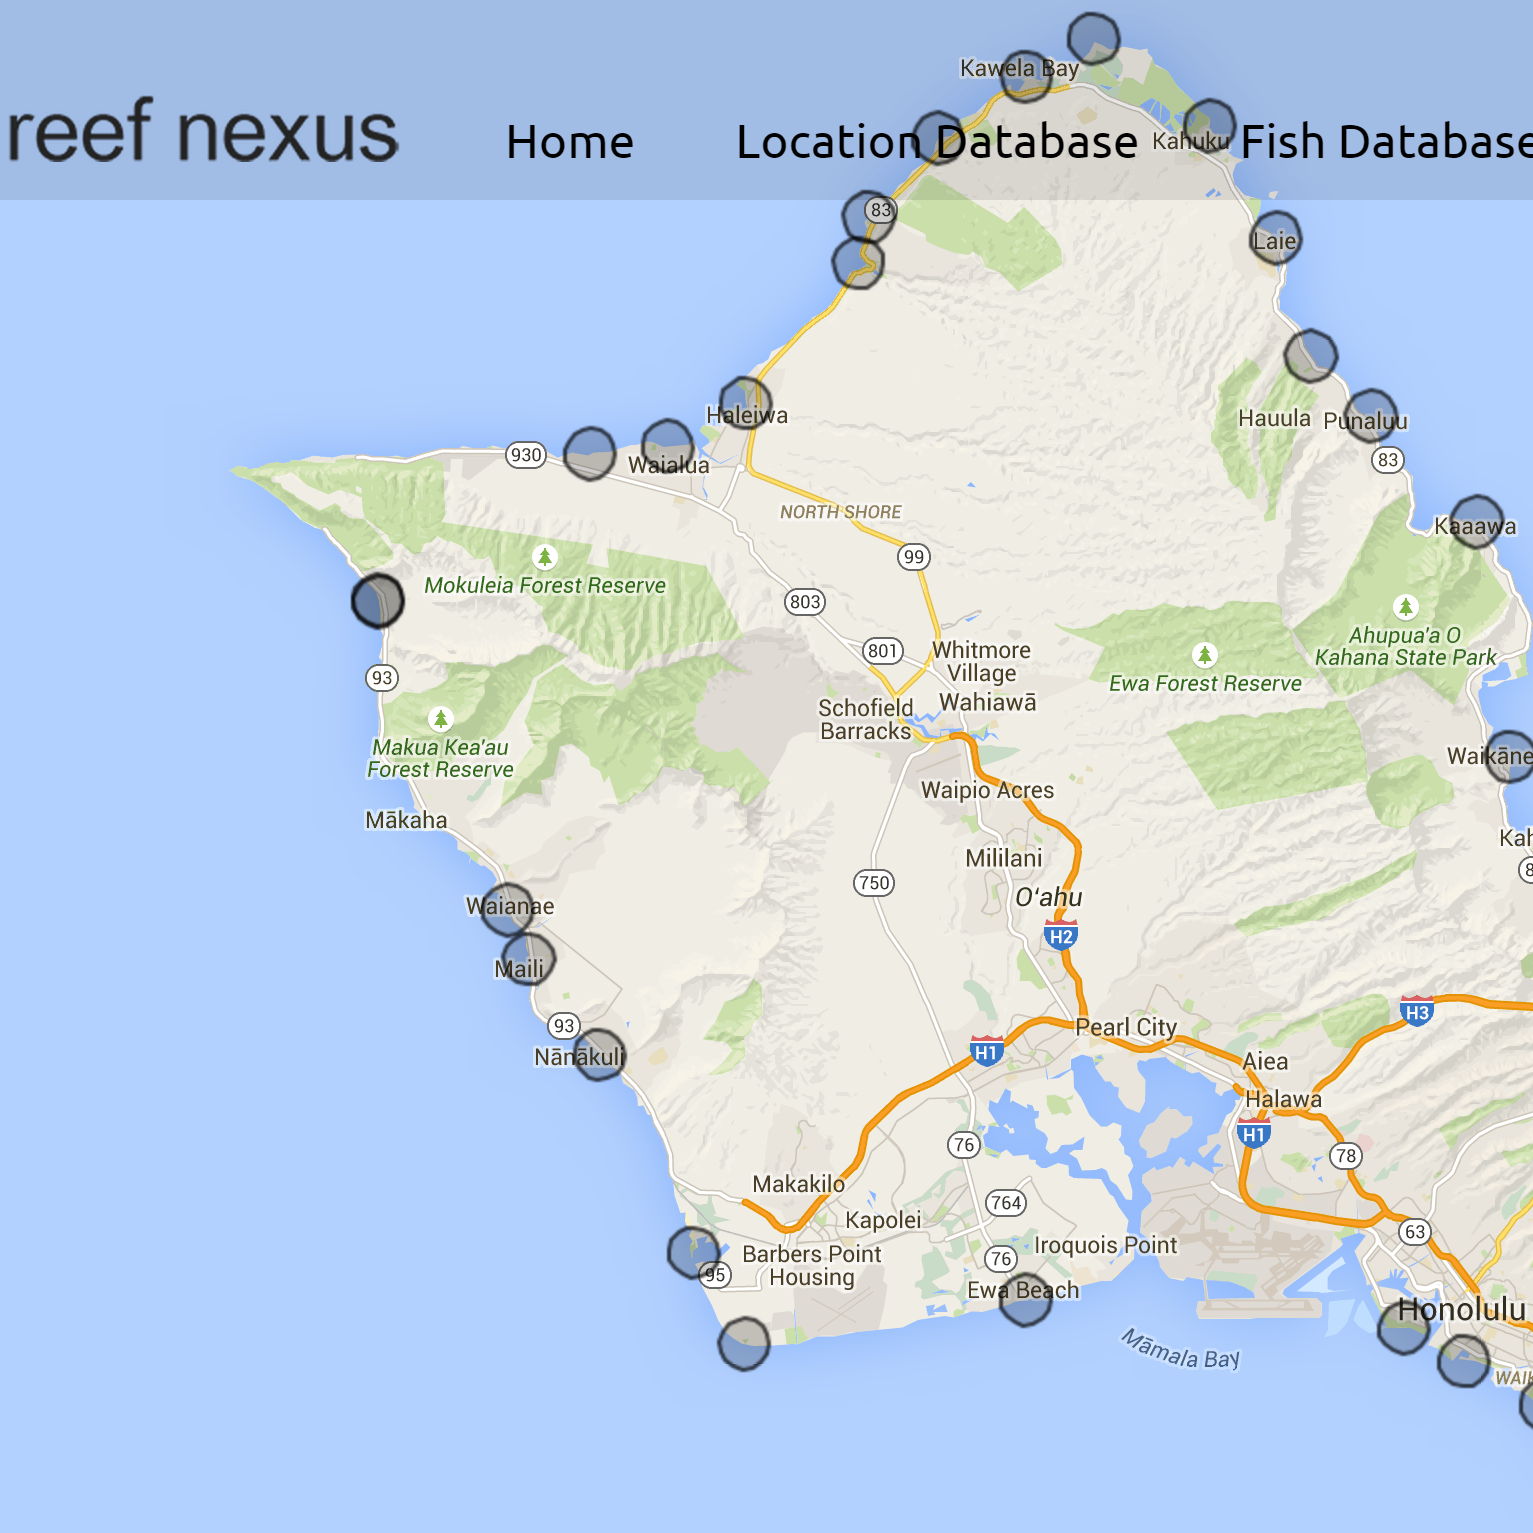 Kawela Bay
reef nexus
Home
Location Database
Kahuku
Fish Database
83
Laie
Haleiwa
Hauula
Punaluu
930
Waialua
83
NORTH SHORE
Kaaawa
99
Mokuleia Forest Reserve
803
Ahupua'a O
Kahana State Park
801
Whitmore
Village
93
Ewa Forest Reserve
Schofield
Barracks
Wahiawā
Makua Kea'au
Forest Reserve
Waikāne
Waipio Acres
Mākaha
Kah
Mililani
8
750
O'ahu
Waianae
H2
Maili
H3
93
Pearl City
Nānākuli
H1
Aiea
Halawa
H1
76
78
Makakilo
764
Kapolei
63
Barbers Point
Housing
Iroquois Point
76
95
Ewa Beach
Honolulu
Māmala Bay
WAIK